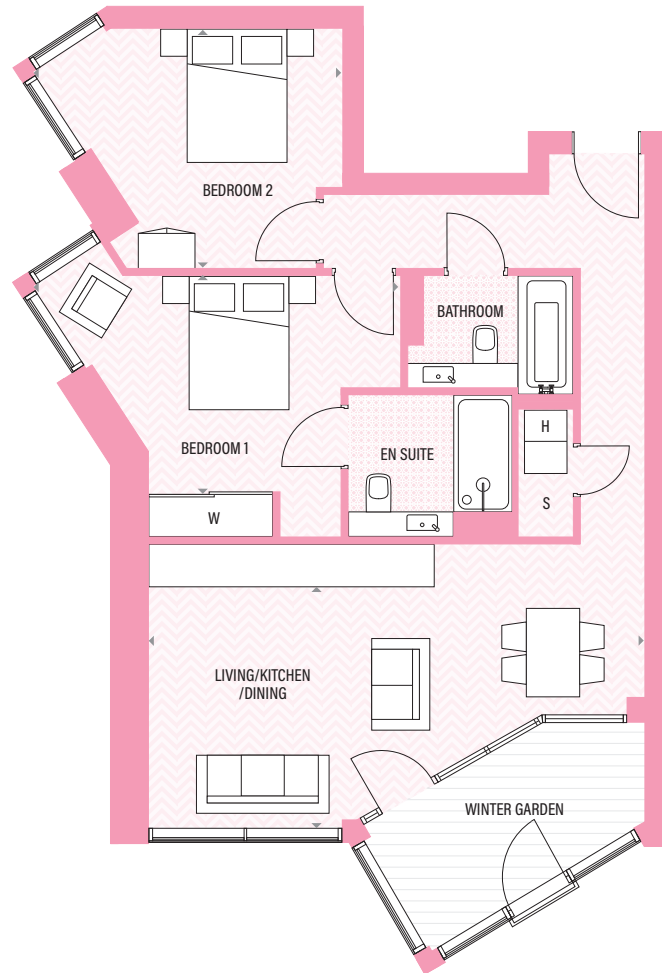 BEDROOM 2
BATHROOM
H
BEDROOM 1
EN SUITE
S
W
LIVING/KITCHEN
/DINING
WINTER GARDEN